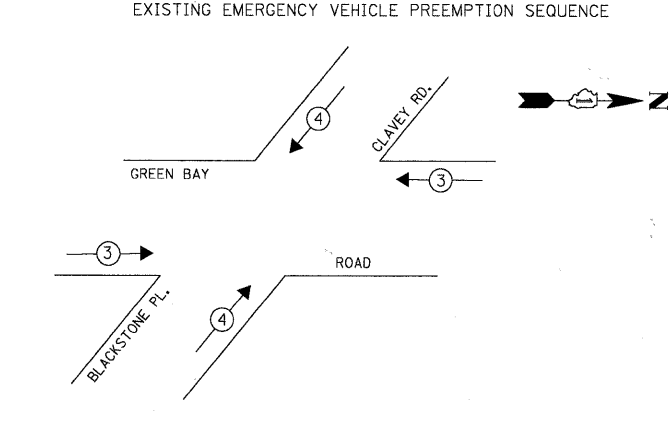 EXISTING EMERGENCY VEHICLE PREEMPTION SEQUENCE
4
CLAVEY RD.
N
GREEN BAY
3
3
ROAD
BLACKSTONE PL.
4